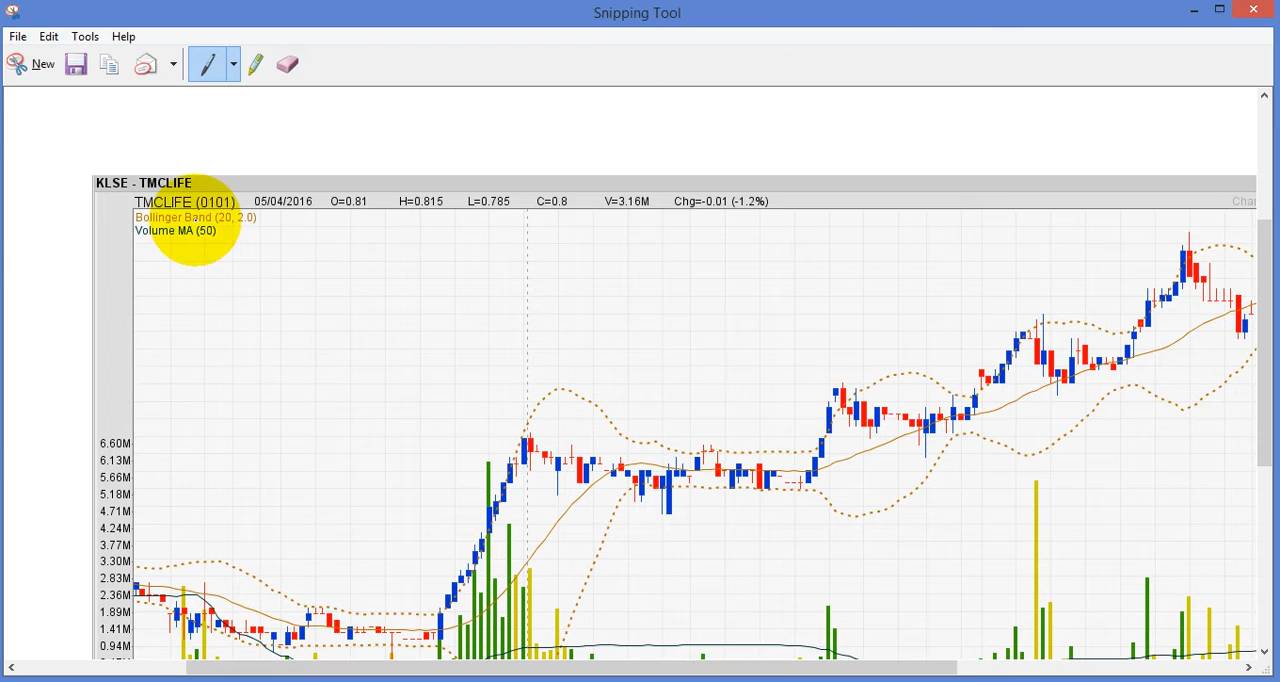 Snipping Tool
File Edit Tools Help
New
KLSE - TMCLIFE
TMCLIFE (0101) 05/04/2016 O=0.81 H=0.815 L=0.785 C=0.8 V=3.16M Chg=-0.01 (-1.2%)
Bollinger Band (20, 2.0)
Volume MA (50)
6.60M
6.13M
5.66M
5.18M
4.71M
4.24M
3.77M
3.30M
2.83M
2.36M
1.89M
1.41M
0.94M